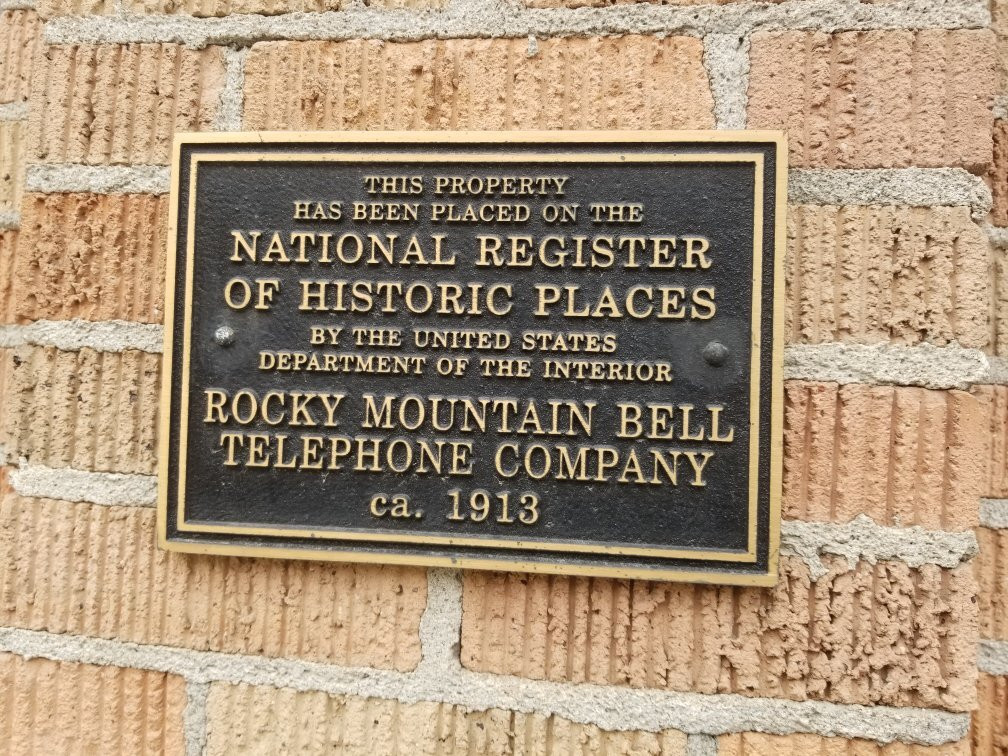 THIS PROPERTY
HAS BEEN PLACED ON THE
NATIONAL REGISTER
OF HISTORIC PLACES
BY THE UNITED STATES
DEPARTMENT OF THE INTERIOR
ROCKY MOUNTAIN BELL
TELEPHONE COMPANY
ca. 1913